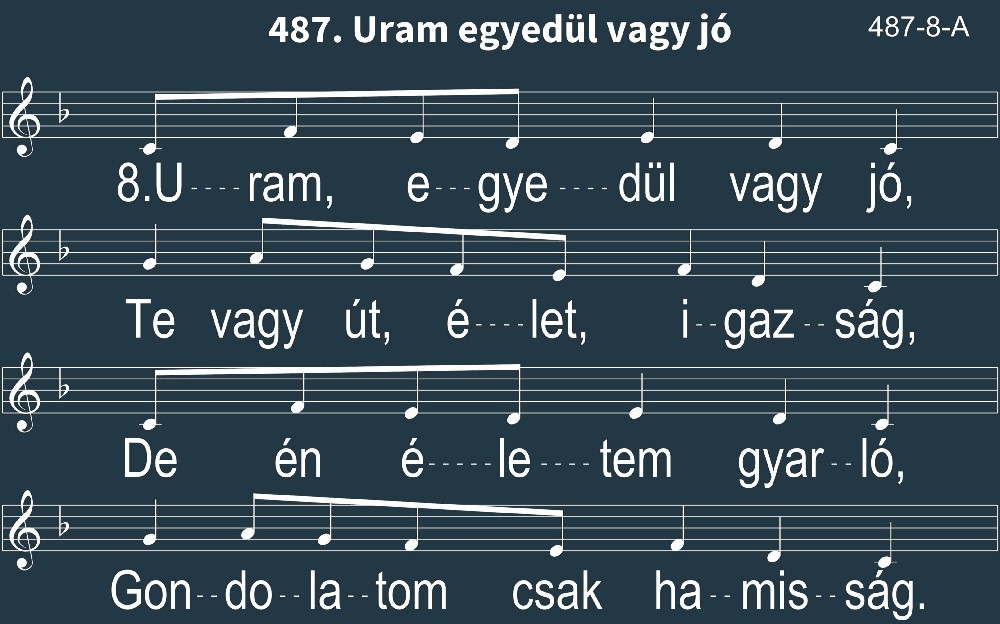 487. Uram egyedül vagy jó
487-8-A
8.U----ram, e---gye----dül vagy jó,
Te vagy út, é----let, i--gaz--ság,
De én é-----le----tem gyar--ló,
Gon--do--la--tom csak ha--mis--ság.